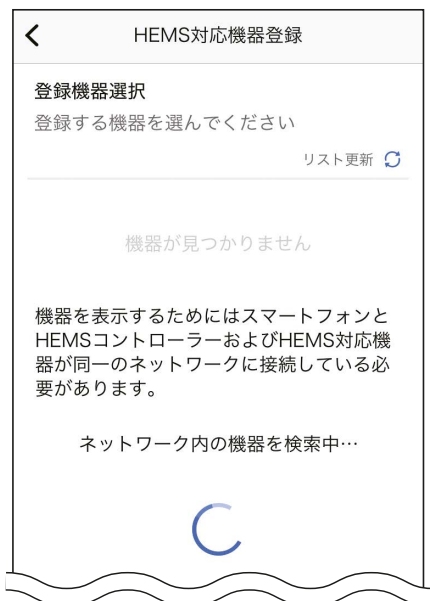 HEMS対応機器登録
登録機器選択
登録する機器を選んでください
リスト更新
機器が見つかりません
機器を表示するためにはスマートフォンと
HEMSコントローラーおよびHEMS対応機
器が同一のネットワークに接続している必
要があります。
ネットワーク内の機器を検索中…